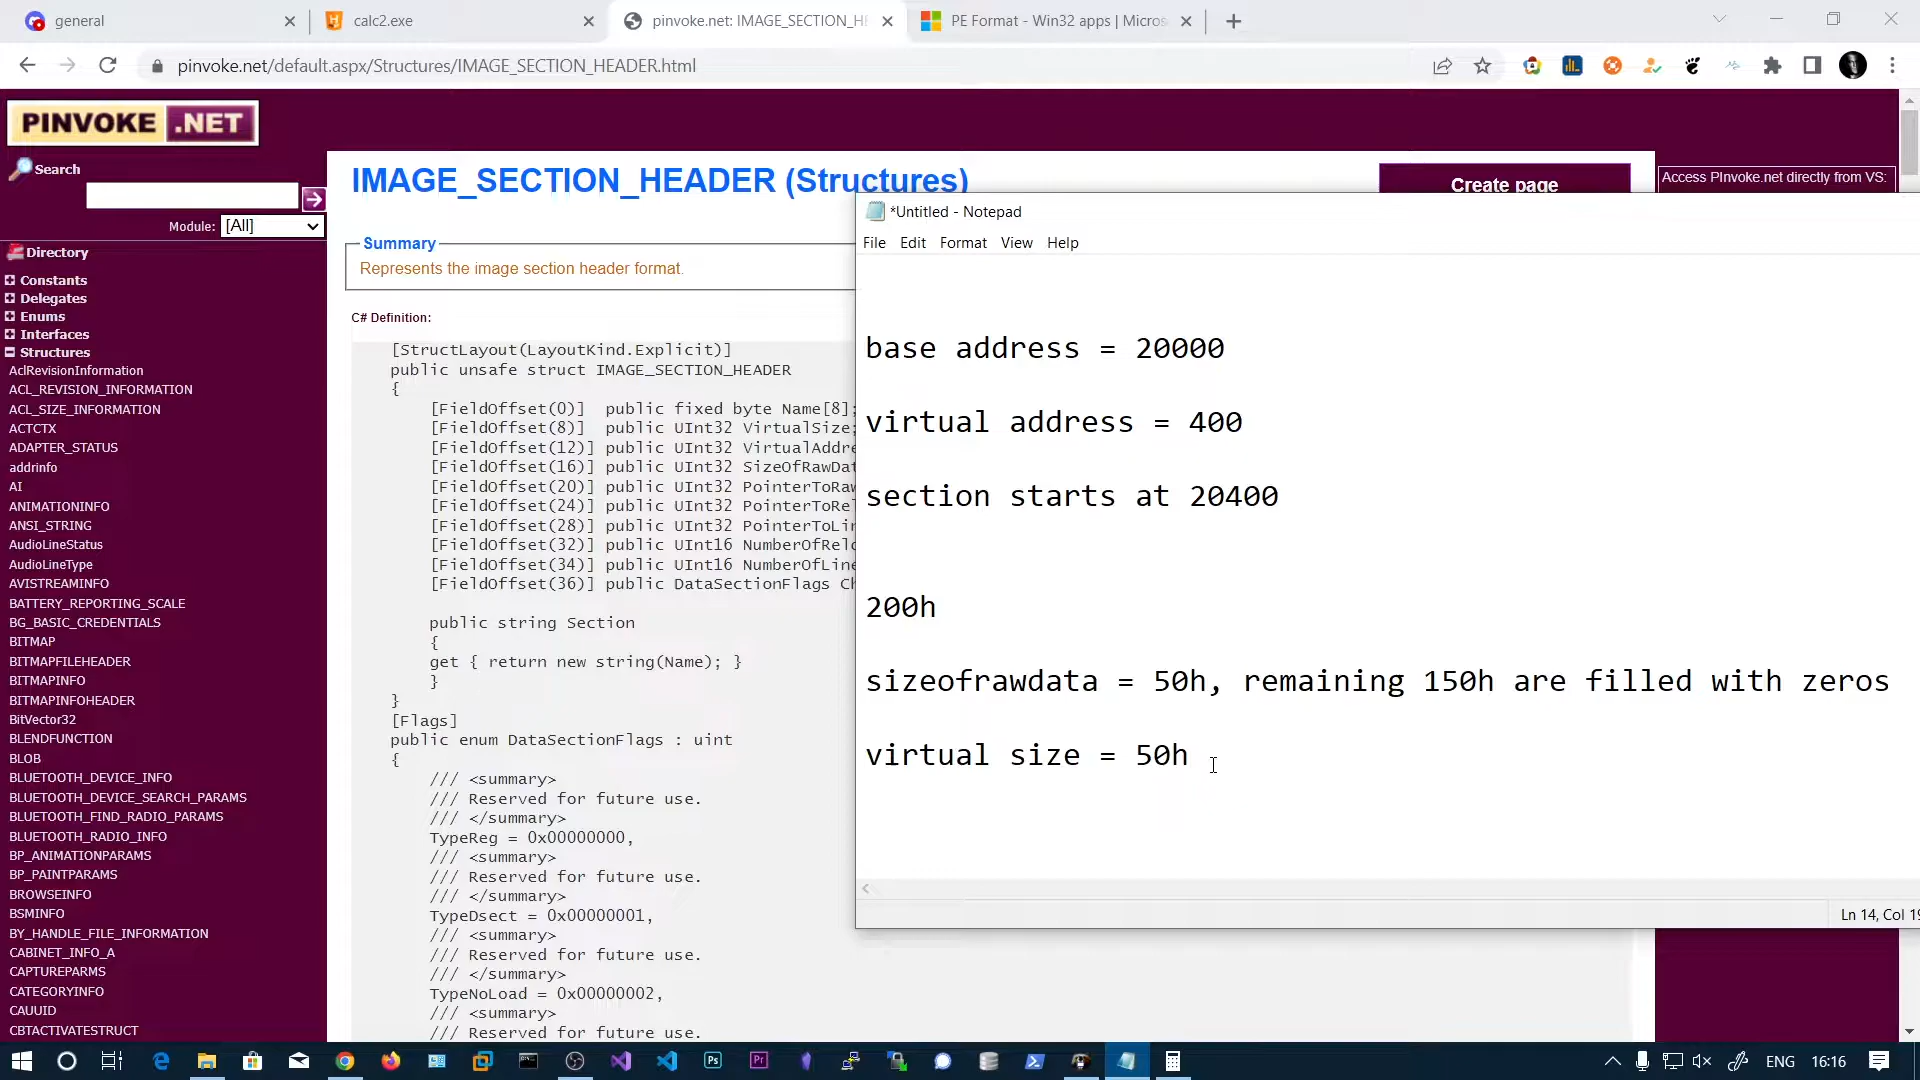 general
calc2.exe
pinvoke.net: IMAGE_SECTION_HE
PE Format - Win32 apps | Micros
pinvoke.net/default.aspx/Structures/IMAGE_SECTION_HEADER.html
PINVOKE .NET
Search
Module: [All]
Directory
Constants
Delegates
Enums
Interfaces
Structures
AclRevisionInformation
ACL_REVISION_INFORMATION
ACL_SIZE_INFORMATION
ACTCTX
ADAPTER_STATUS
addrinfo
AI
ANIMATIONINFO
ANSI_STRING
AudioLineStatus
AudioLineType
AVISTREAMINFO
BATTERY_REPORTING_SCALE
BG_BASIC_CREDENTIALS
BITMAP
BITMAPFILEHEADER
BITMAPINFO
BITMAPINFOHEADER
BitVector32
BLENDFUNCTION
BLOB
BLUETOOTH_DEVICE_INFO
BLUETOOTH_DEVICE_SEARCH_PARAMS
BLUETOOTH_FIND_RADIO_PARAMS
BLUETOOTH_RADIO_INFO
BP_ANIMATIONPARAMS
BP_PAINTPARAMS
BROWSEINFO
BSMINFO
BY_HANDLE_FILE_INFORMATION
CABINET_INFO_A
CAPTUREPARMS
CATEGORYINFO
CAUUID
CBTACTIVATESTRUCT
IMAGE_SECTION_HEADER (Structures)
Create page
Access PInvoke.net directly from VS:
Summary
Represents the image section header format.
C# Definition:
[StructLayout(LayoutKind.Explicit)]
public unsafe struct IMAGE_SECTION_HEADER
{
[FieldOffset(0)] public fixed byte Name[8];
[FieldOffset(8)] public UInt32 VirtualSize;
[FieldOffset(12)] public UInt32 VirtualAddre
[FieldOffset(16)] public UInt32 SizeOfRawDat
[FieldOffset(20)] public UInt32 PointerToRaw
[FieldOffset(24)] public UInt32 PointerToRel
[FieldOffset(28)] public UInt32 PointerToLin
[FieldOffset(32)] public UInt16 NumberOfRelo
[FieldOffset(34)] public UInt16 NumberOfLine
[FieldOffset(36)] public DataSectionFlags Ch
public string Section
{
get { return new string(Name); }
}
}
[Flags]
public enum DataSectionFlags : uint
{
/// <summary>
/// Reserved for future use.
/// </summary>
TypeReg = 0x00000000,
/// <summary>
/// Reserved for future use.
/// </summary>
TypeDsect = 0x00000001,
/// <summary>
/// Reserved for future use.
/// </summary>
TypeNoLoad = 0x00000002,
/// <summary>
/// Reserved for future use.
*Untitled - Notepad
File Edit Format View Help
base address = 20000
virtual address = 400
section starts at 20400
200h
sizeofrawdata = 50h, remaining 150h are filled with zeros
virtual size = 50h
Ln 14, Col 19
ENG 16:16